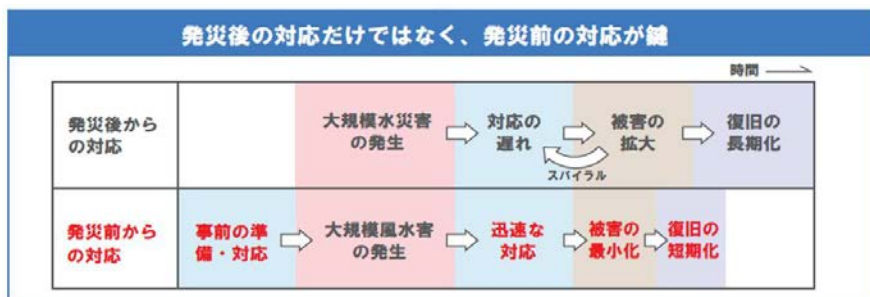 発災後の対応だけではなく、発災前の対応が鍵
時間
発災後から
の対応
大規模水災害
の発生
対応の
遅れ
スパイラル
被害の
拡大
復旧の
長期化
発災前から
の対応
事前の準
備・対応
大規模風水害
の発生
迅速な
対応
被害の
最小化
復旧の
短期化